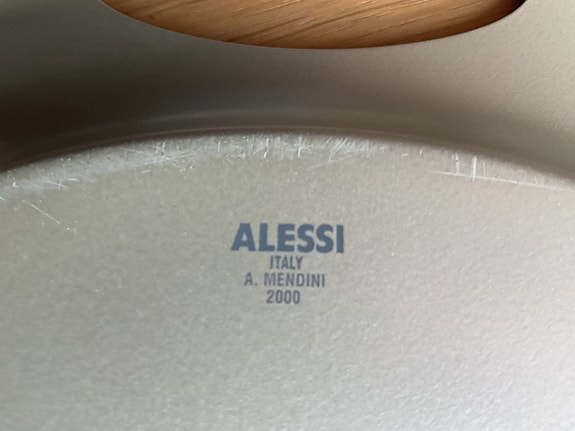 ALESSI
ITALY
A. MENDINI
2000